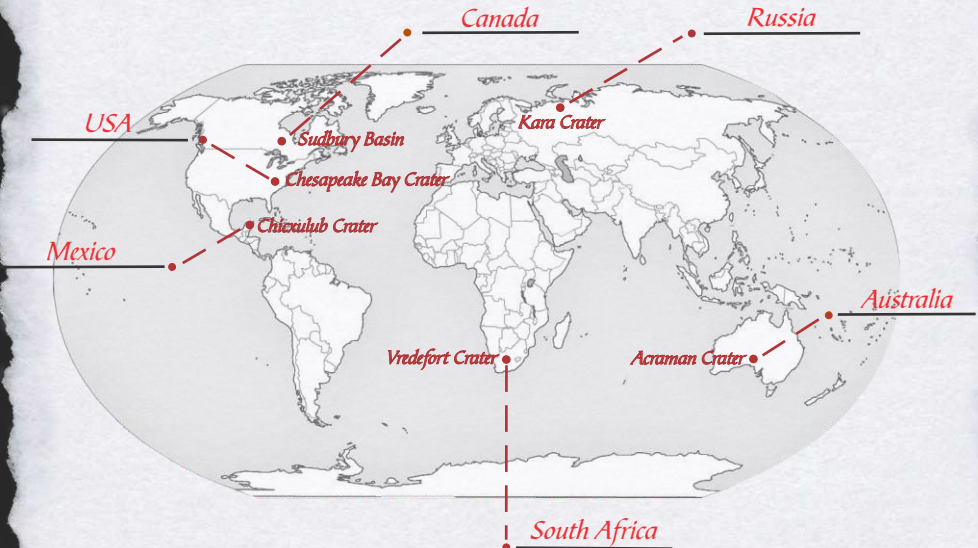 Canada
Russia
USA
Kara Crater
Sudbury Basin
Chesapeake Bay Crater
Chicxulub Crater
Mexico
Australia
Vredefort Crater
Acraman Crater
South Africa